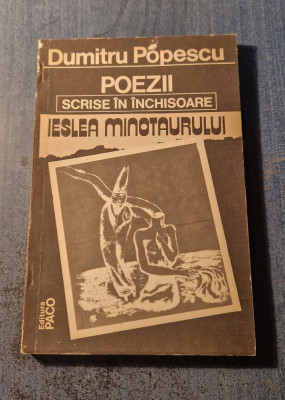 Dumitru Popescu
POEZII
SCRISE ÎN ÎNCHISOARE
IESLEA MINOTAURULUI
Editura
PACO